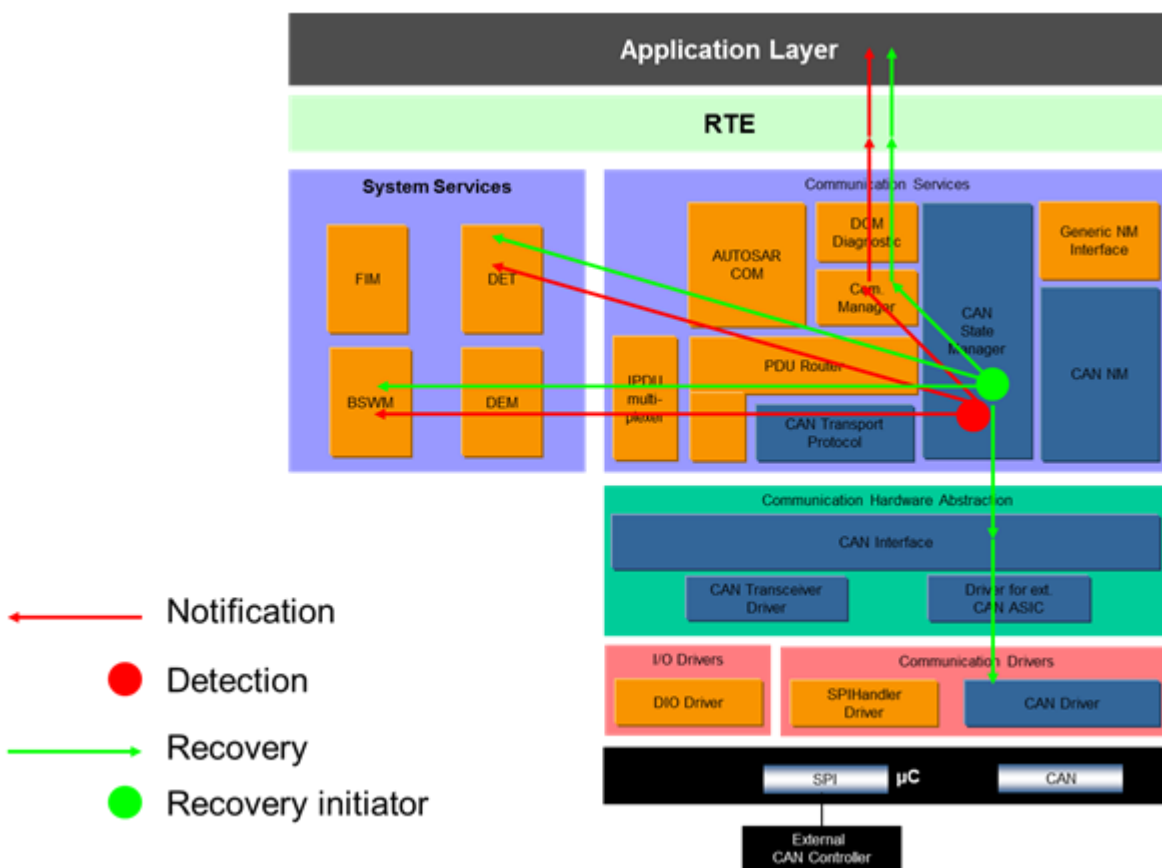 Application Layer
RTE
System Services
FIM
DET
BSWM
DEM
Communication Services
AUTOSAR
COM
DCM
Diagnostic
Com.
Manager
CAN
State
Manager
Generic NM
Interface
CAN NM
IPDU
multi-
plexer
PDU Router
CAN Transport
Protocol
Communication Hardware Abstraction
CAN Interface
CAN Transceiver
Driver
Driver for ext.
CAN ASIC
I/O Drivers
DIO Driver
Communication Drivers
SPIHandler
Driver
CAN Driver
SPI
µC
CAN
External
CAN Controller
Notification
Detection
Recovery
Recovery initiator